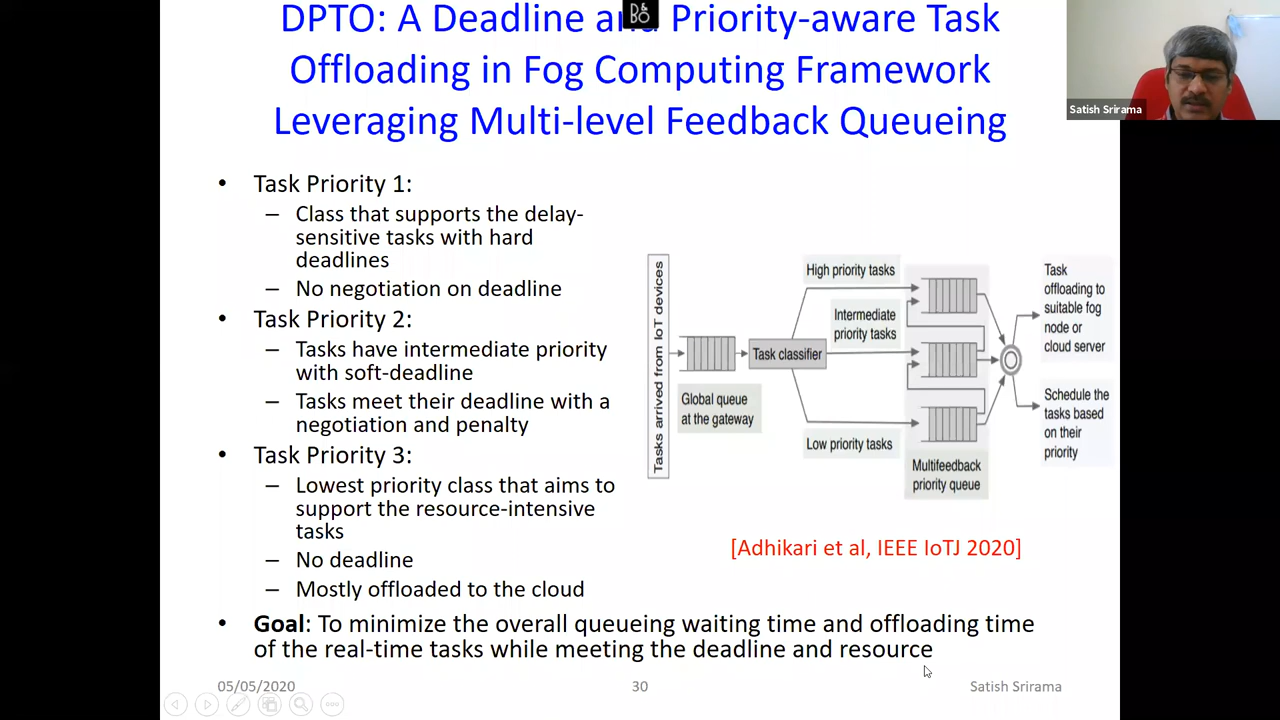 DPTO: A Deadline and Priority-aware Task
Offloading in Fog Computing Framework
Leveraging Multi-level Feedback Queueing
Satish Srirama
• Task Priority 1:
– Class that supports the delay-
sensitive tasks with hard
deadlines
– No negotiation on deadline
• Task Priority 2:
– Tasks have intermediate priority
with soft-deadline
– Tasks meet their deadline with a
negotiation and penalty
• Task Priority 3:
– Lowest priority class that aims to
support the resource-intensive
tasks
– No deadline
– Mostly offloaded to the cloud
Tasks arrived from IoT devices
Global queue
at the gateway
Task classifier
High priority tasks
Intermediate
priority tasks
Low priority tasks
Multifeedback
priority queue
Task
offloading to
suitable fog
node or
cloud server
Schedule the
tasks based
on their
priority
[Adhikari et al, IEEE IoTJ 2020]
• Goal: To minimize the overall queueing waiting time and offloading time
of the real-time tasks while meeting the deadline and resource
05/05/2020
30
Satish Srirama